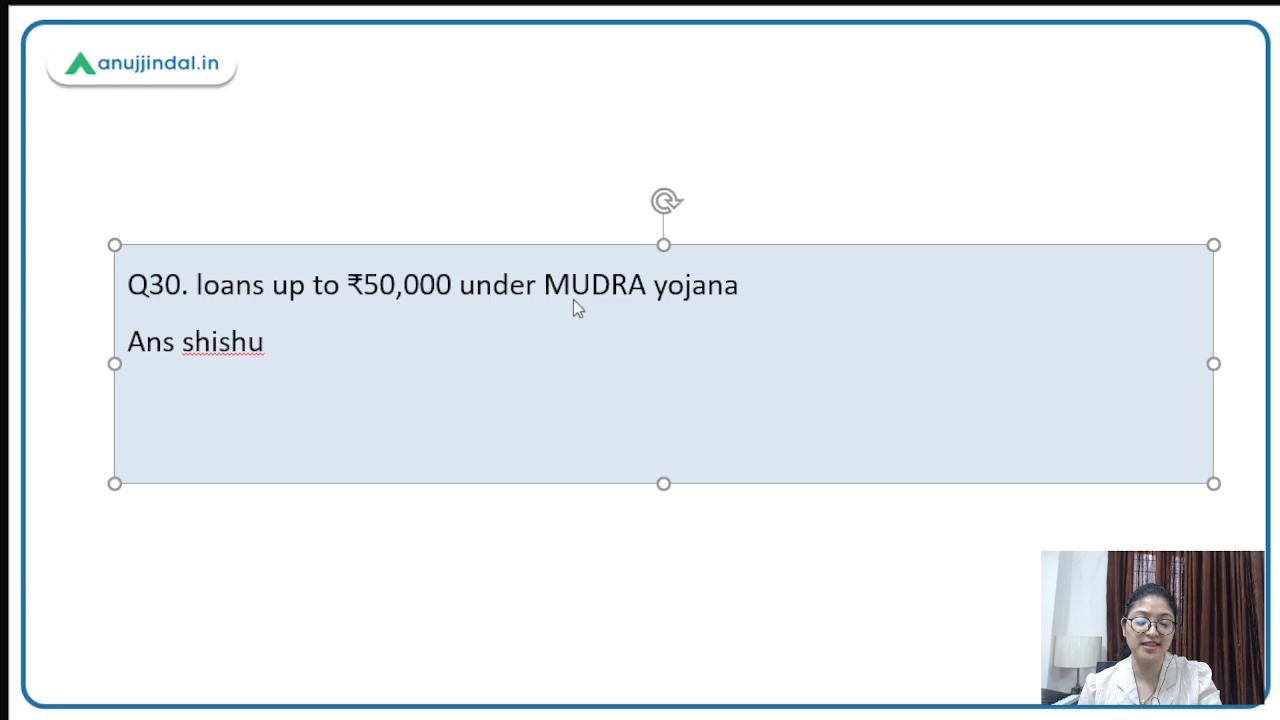 anujjindal.in
Q30. loans up to ₹50,000 under MUDRA yojana
Ans shishu